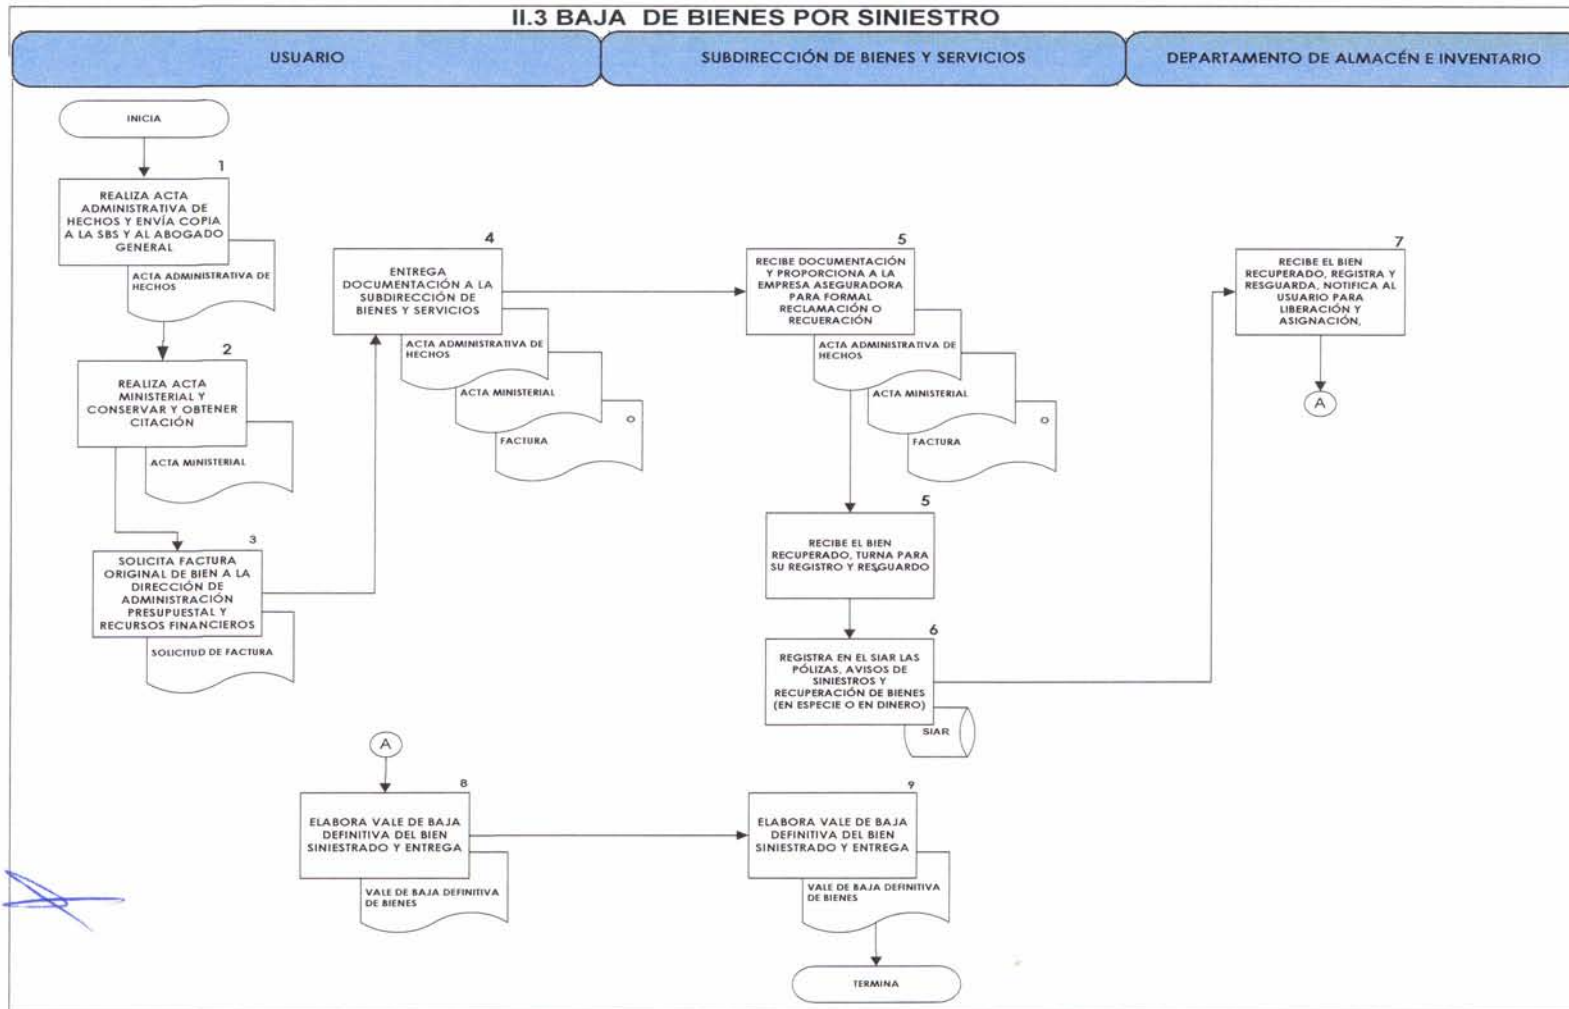 II.3 BAJA DE BIENES POR SINIESTRO
USUARIO
SUBDIRECCIÓN DE BIENES Y SERVICIOS
DEPARTAMENTO DE ALMACÉN E INVENTARIO
INICIA
1
REALIZA ACTA
ADMINISTRATIVA DE
HECHOS Y ENVÍA COPIA
A LA SBS Y AL ABOGADO
GENERAL
ACTA ADMINISTRATIVA DE
HECHOS
2
REALIZA ACTA
MINISTERIAL Y
CONSERVAR Y OBTENER
CITACIÓN
ACTA MINISTERIAL
3
SOLICITA FACTURA
ORIGINAL DE BIEN A LA
DIRECCIÓN DE
ADMINISTRACIÓN
PRESUPUESTAL Y
RECURSOS FINANCIEROS
SOLICITUD DE FACTURA
4
ENTREGA
DOCUMENTACIÓN A LA
SUBDIRECCIÓN DE
BIENES Y SERVICIOS
ACTA ADMINISTRATIVA DE
HECHOS
ACTA MINISTERIAL
O
FACTURA
5
RECIBE DOCUMENTACIÓN
Y PROPORCIONA A LA
EMPRESA ASEGURADORA
PARA FORMAL
RECLAMACIÓN O
RECUERACIÓN
ACTA ADMINISTRATIVA DE
HECHOS
ACTA MINISTERIAL
O
FACTURA
5
RECIBE EL BIEN
RECUPERADO, TURNA PARA
SU REGISTRO Y RESGUARDO
6
REGISTRA EN EL SIAR LAS
PÓLIZAS, AVISOS DE
SINIESTROS Y
RECUPERACIÓN DE BIENES
(EN ESPECIE O EN DINERO)
SIAR
7
RECIBE EL BIEN
RECUPERADO, REGISTRA Y
RESGUARDA, NOTIFICA AL
USUARIO PARA
LIBERACIÓN Y
ASIGNACIÓN,
A
A
8
ELABORA VALE DE BAJA
DEFINITIVA DEL BIEN
SINIESTRADO Y ENTREGA
VALE DE BAJA DEFINITIVA
DE BIENES
9
ELABORA VALE DE BAJA
DEFINITIVA DEL BIEN
SINIESTRADO Y ENTREGA
VALE DE BAJA DEFINITIVA
DE BIENES
TERMINA